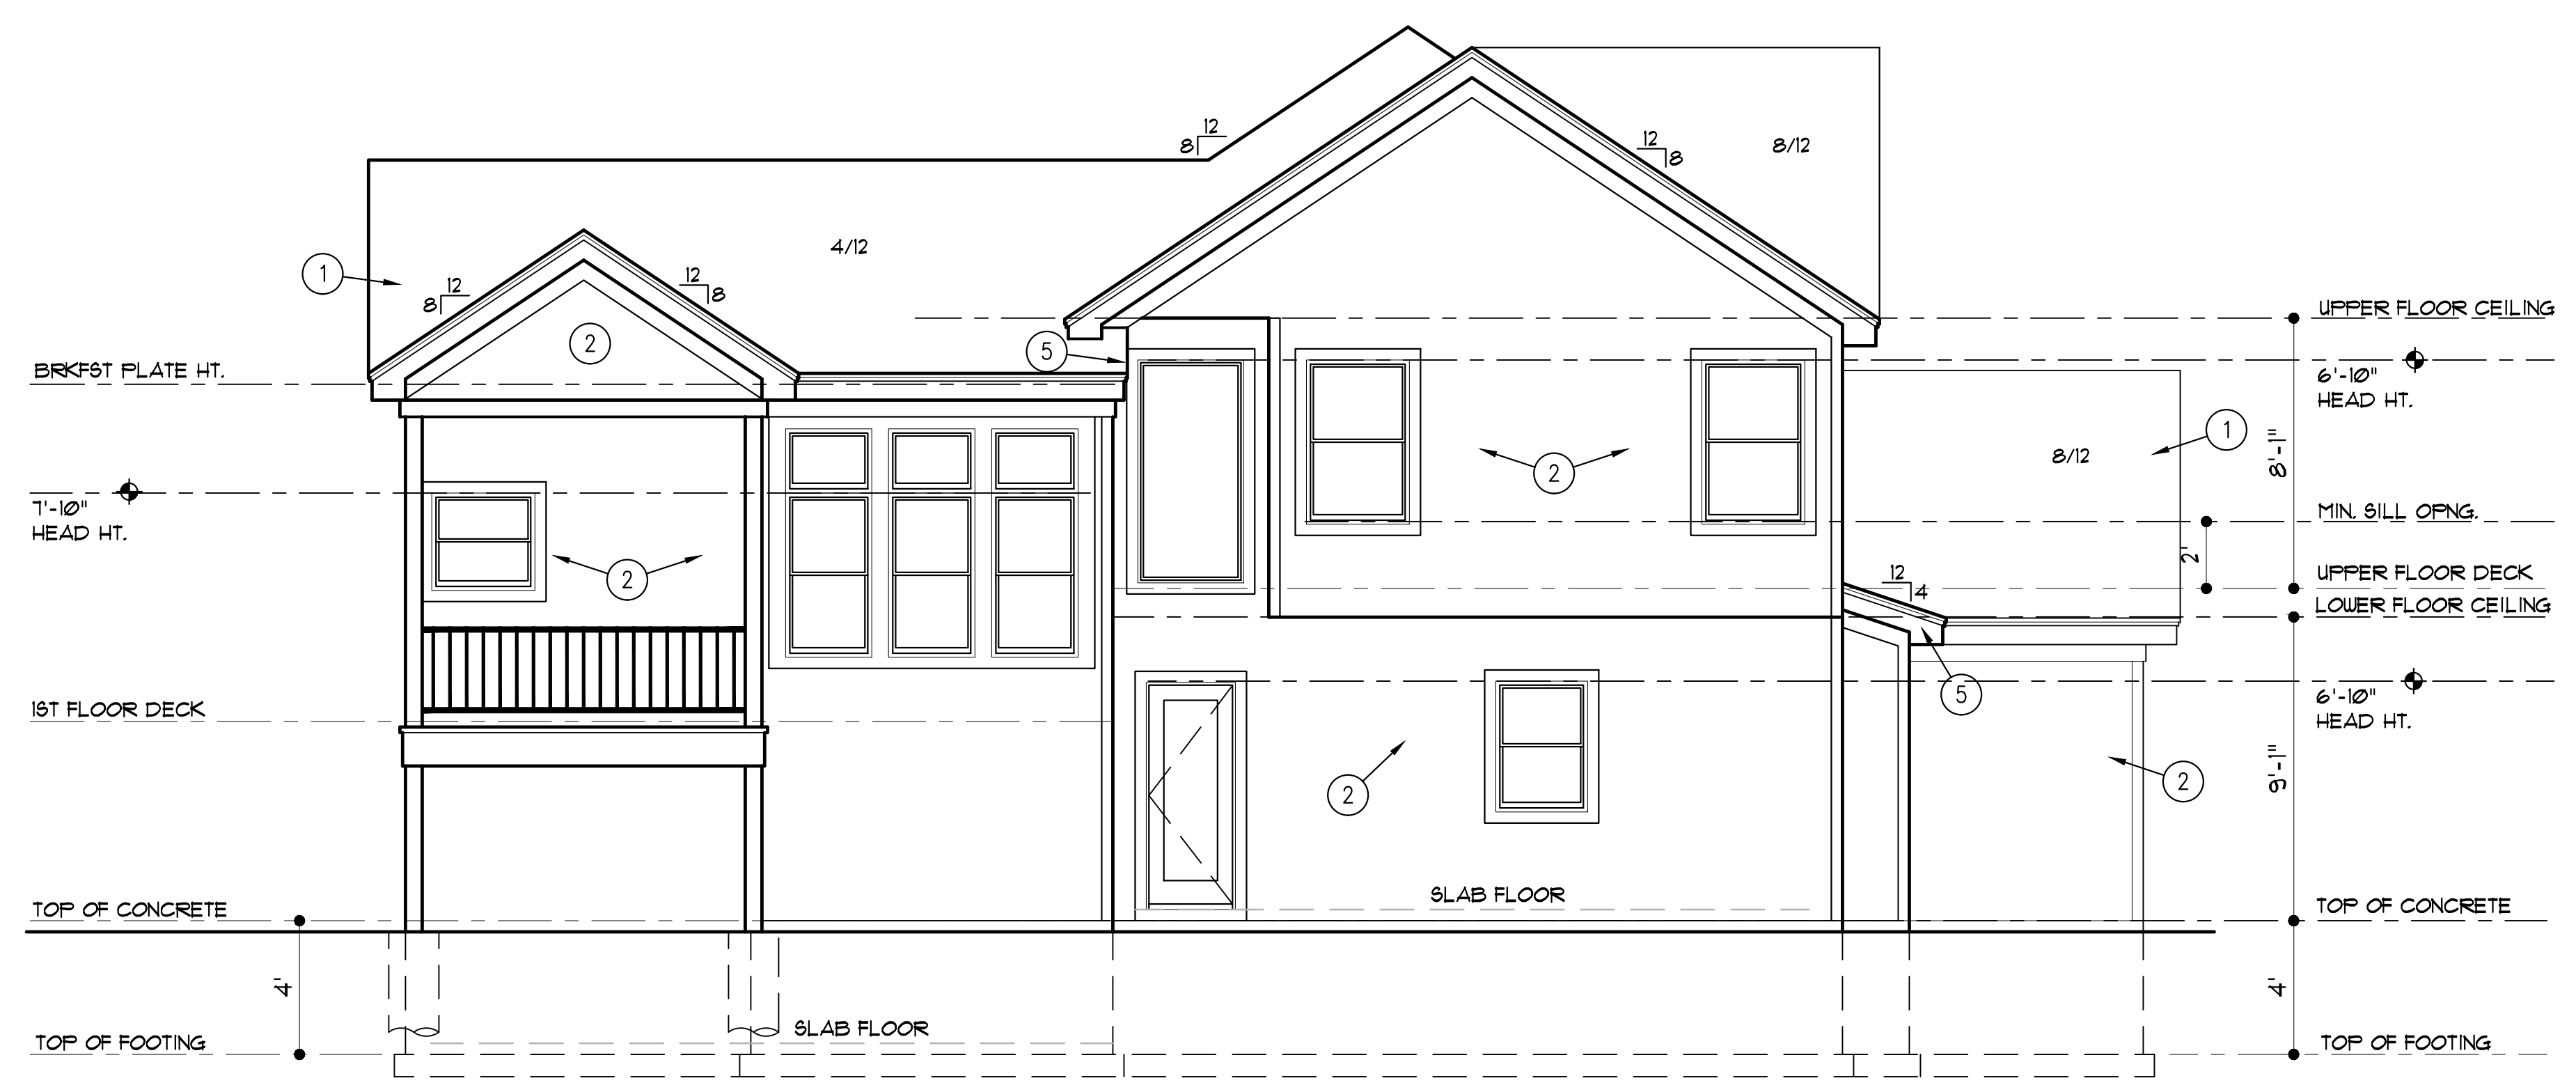 12
8
12
8
8/12
4/12
1
12
8
12
8
2
5
UPPER FLOOR CEILING
BRKFST PLATE HT.
6'-10"
HEAD HT.
1
8/12
8'-1"
2
7'-10"
HEAD HT.
MIN. SILL OPNG.
2'
2
12
4
UPPER FLOOR DECK
LOWER FLOOR CEILING
5
6'-10"
HEAD HT.
1ST FLOOR DECK
2
2
9'-1"
SLAB FLOOR
TOP OF CONCRETE
TOP OF CONCRETE
4'
4'
SLAB FLOOR
TOP OF FOOTING
TOP OF FOOTING